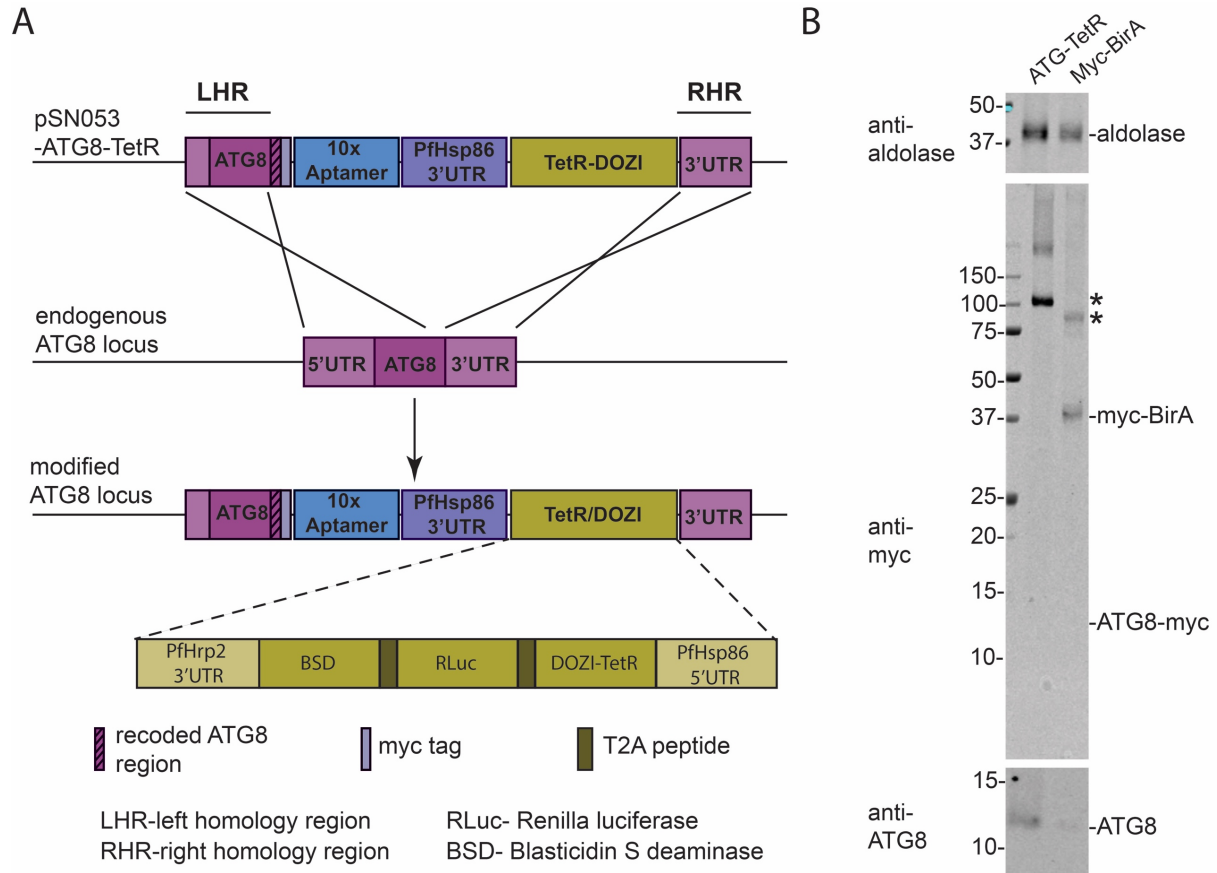 A
LHR
RHR
pSN053
-ATG8-TetR
ATG8
10x
Aptamer
PfHsp86
3'UTR
TetR-DOZI
3'UTR
endogenous
ATG8 locus
5'UTR
ATG8
3'UTR
modified
ATG8 locus
ATG8
10x
Aptamer
PfHsp86
3'UTR
TetR/DOZI
3'UTR
PfHrp2
3'UTR
BSD
RLuc
DOZI-TetR
PfHsp86
5'UTR
recoded ATG8
region
myc tag
T2A peptide
LHR-left homology region
RHR-right homology region
RLuc- Renilla luciferase
BSD- Blasticidin S deaminase
B
ATG-TetR
Myc-BirA
anti-
aldolase
50-
37-
-aldolase
anti-
myc
150-
100-
75-
50-
37-
25-
20-
15-
10-
*
*
-myc-BirA
-ATG8-myc
anti-
ATG8
15-
10-
-ATG8